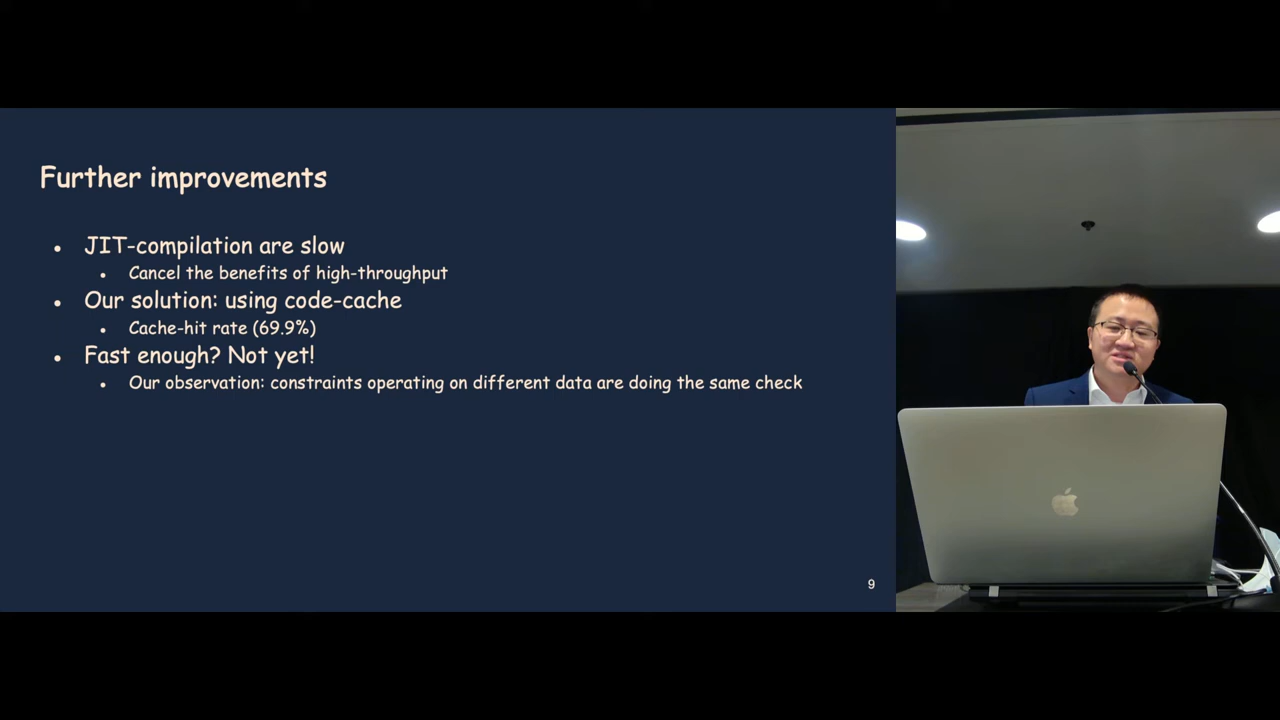 Further improvements
JIT-compilation are slow
Cancel the benefits of high-throughput
Our solution: using code-cache
Cache-hit rate (69.9%)
Fast enough? Not yet!
Our observation: constraints operating on different data are doing the same check
9